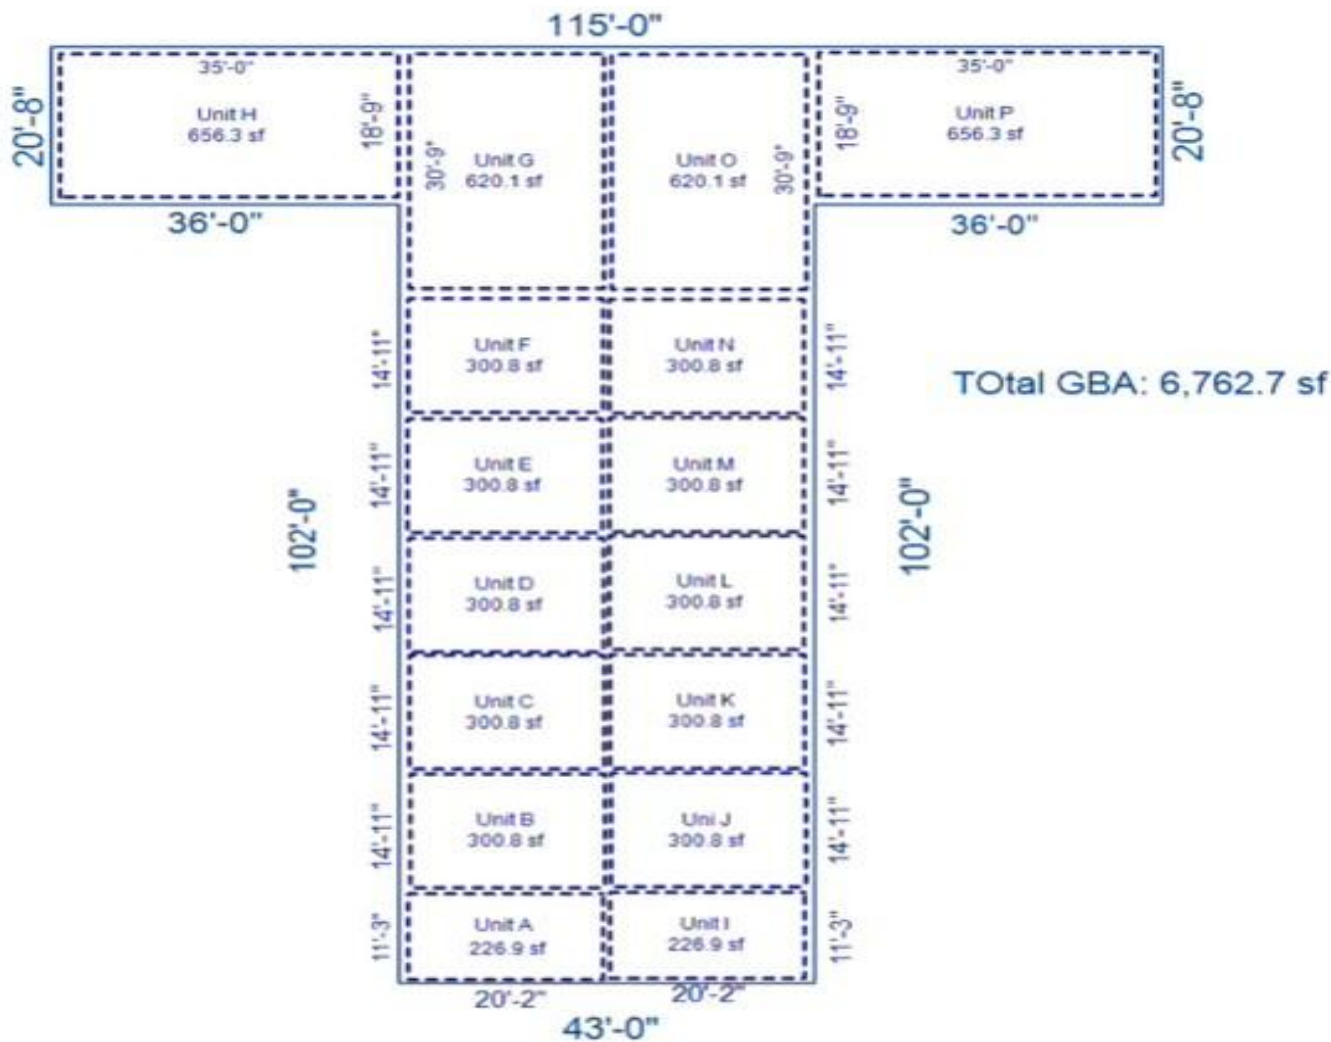 115'-0"
20'-8"
35'-0"
Unit H
656.3 sf
18'-9"
36'-0"
30'-9"
Unit G
620.1 sf
Unit O
620.1 sf
30'-9"
35'-0"
18'-9"
Unit P
656.3 sf
20'-8"
36'-0"
14'-11"
Unit F
300.8 sf
Unit N
300.8 sf
14'-11"
TOtal GBA: 6,762.7 sf
14'-11"
Unit E
300.8 sf
Unit M
300.8 sf
14'-11"
102'-0"
102'-0"
14'-11"
Unit D
300.8 sf
Unit L
300.8 sf
14'-11"
14'-11"
Unit C
300.8 sf
Unit K
300.8 sf
14'-11"
14'-11"
Unit B
300.8 sf
Uni J
300.8 sf
14'-11"
11'-3"
Unit A
226.9 sf
Unit I
226.9 sf
11'-3"
20'-2"
20'-2"
43'-0"